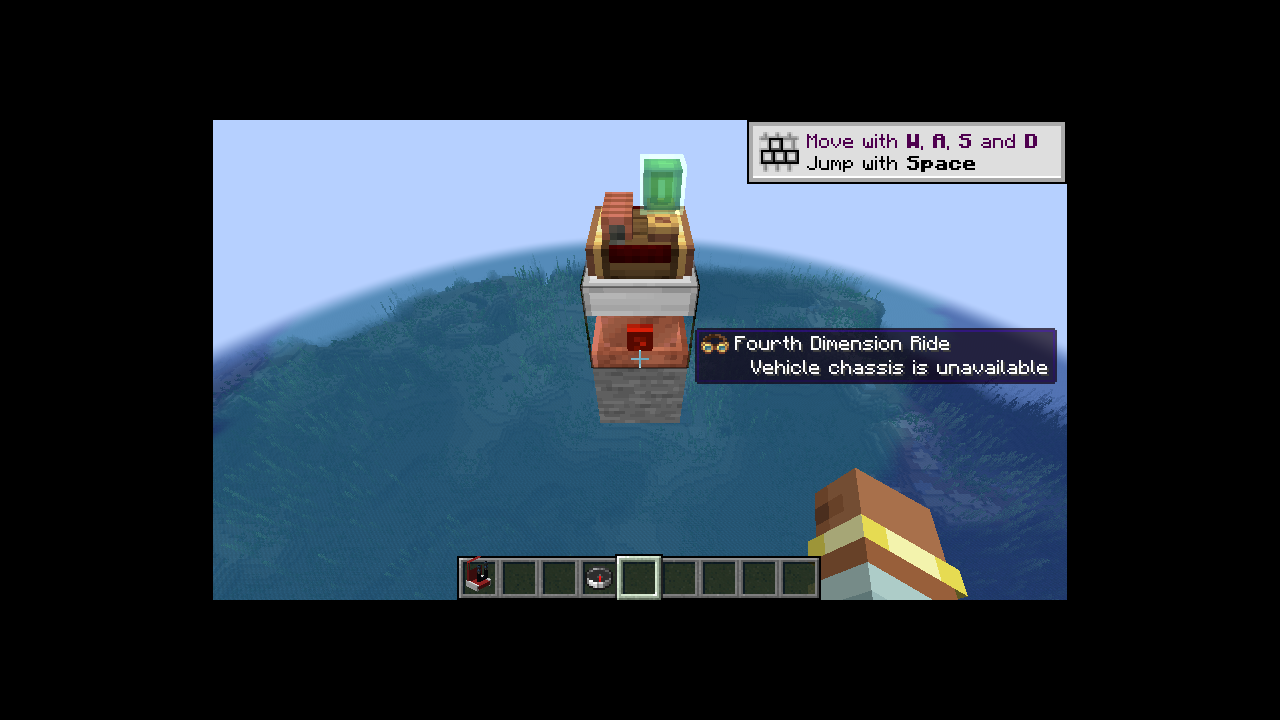 Move with W, A, S and D
Jump with Space
Fourth Dimension Ride
Vehicle chassis is unavailable